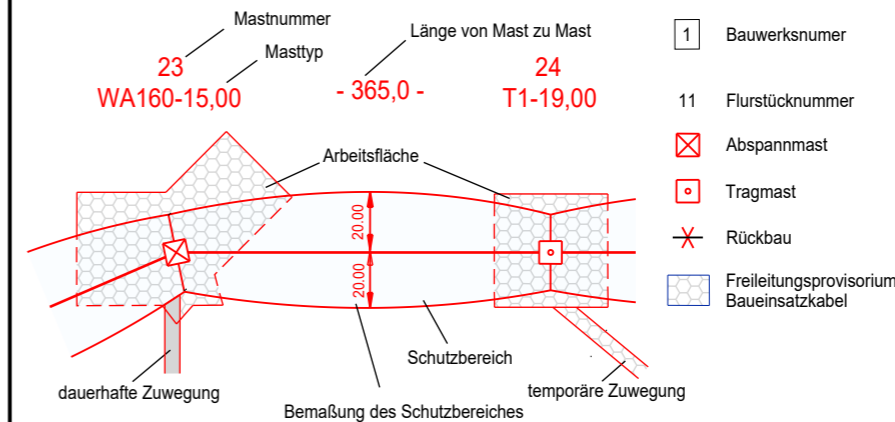 Mastnummer
Masttyp
23
WA160-15,00
Länge von Mast zu Mast
- 365,0 -
24
T1-19,00
Arbeitsfläche
20.00
20.00
Schutzbereich
dauerhafte Zuwegung
temporäre Zuwegung
Bemaßung des Schutzbereiches
1 Bauwerksnumer
11 Flurstücknummer
Abspannmast
Tragmast
Rückbau
Freileitungsprovisorium
Baueinsatzkabel